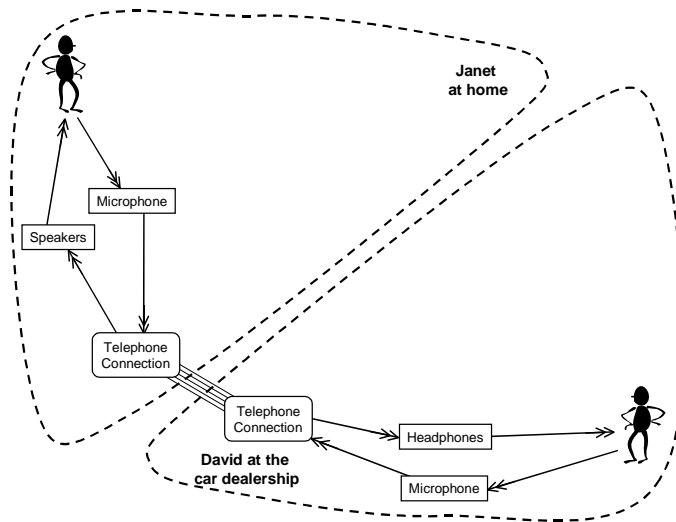 Janet
at home
Microphone
Speakers
Telephone
Connection
Telephone
Connection
Headphones
David at the
car dealership
Microphone